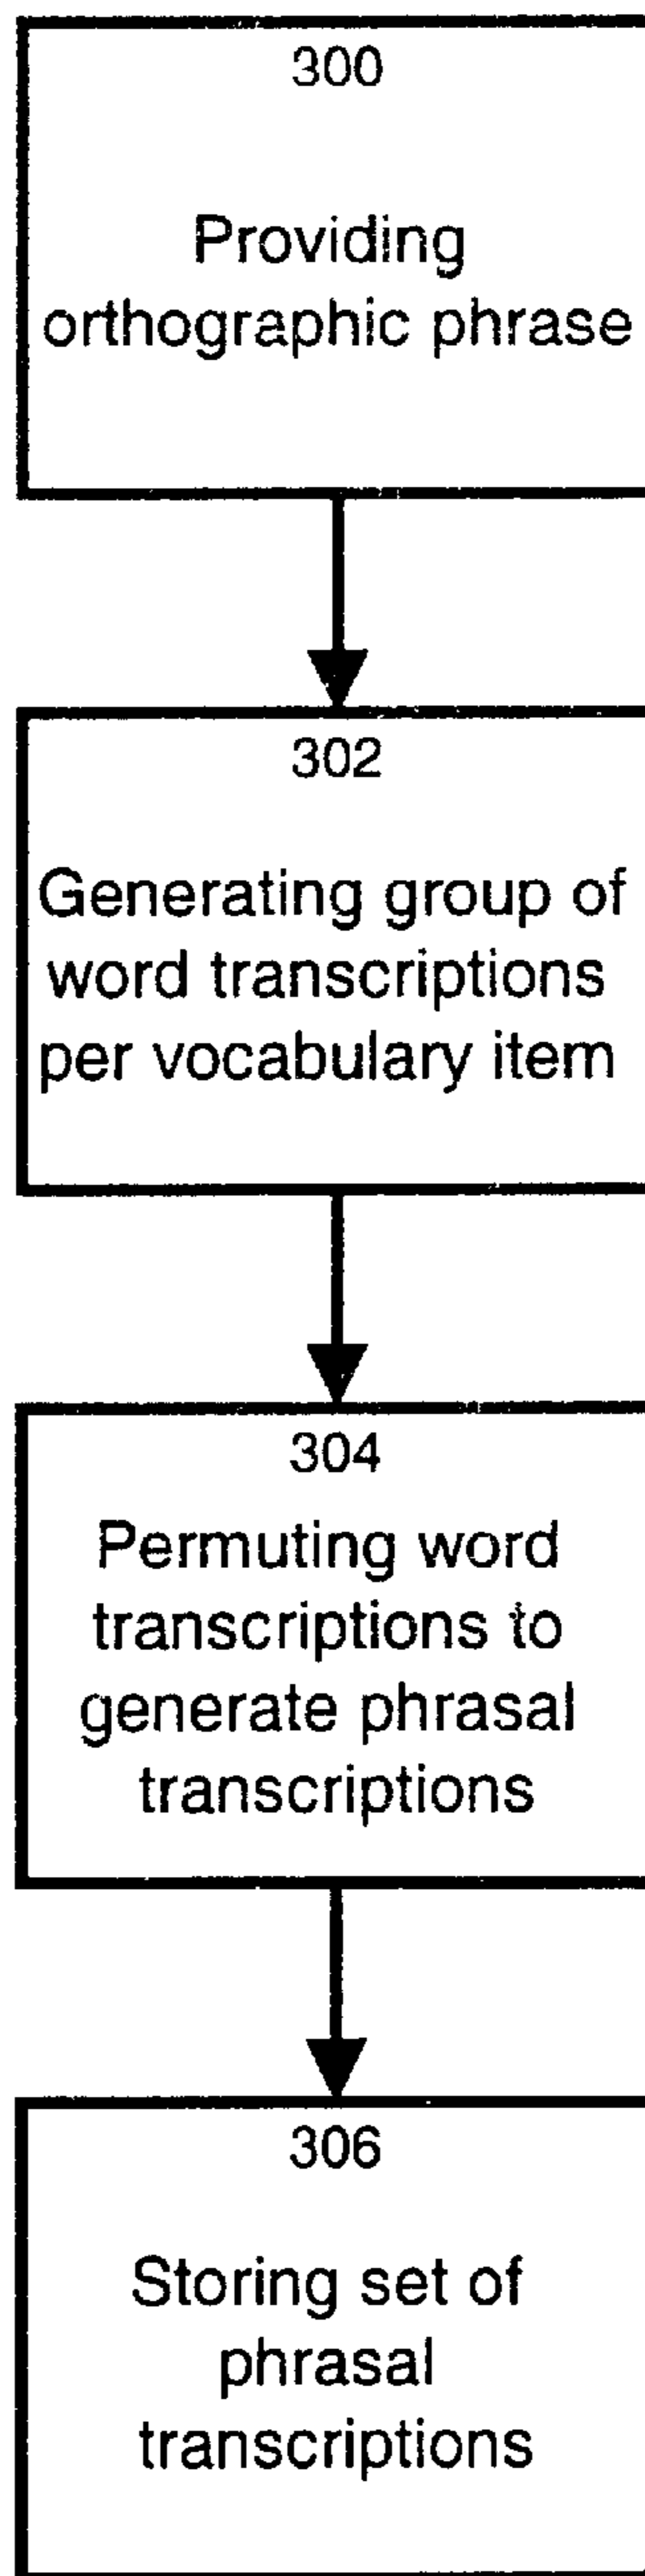 300
Providing
orthographic phrase
302
Generating group of
word transcriptions
per vocabulary item
304
Permuting word
transcriptions to
generate phrasal
transcriptions
306
Storing set of
phrasal
transcriptions